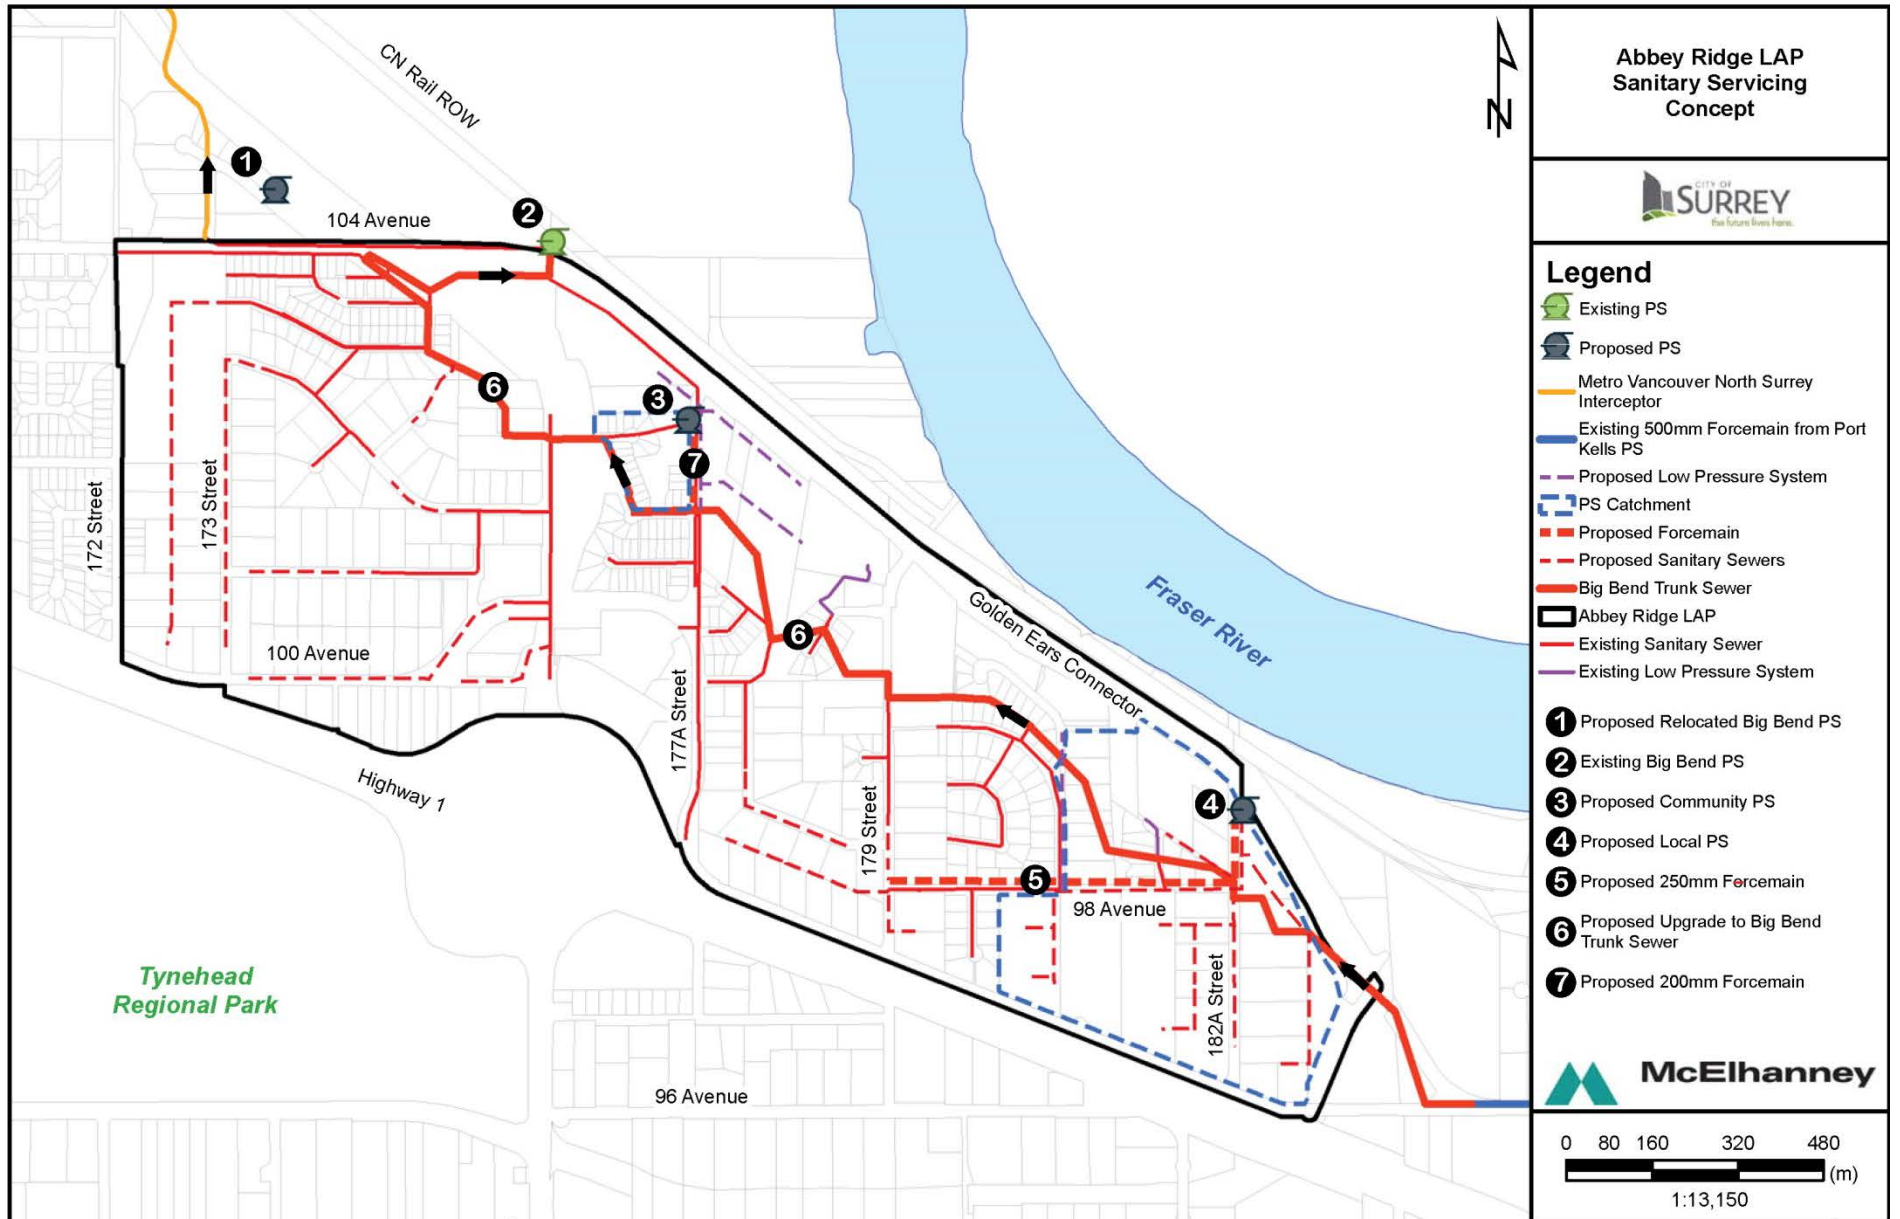 CN Rail ROW
1
104 Avenue
2
6
3
7
172 Street
173 Street
100 Avenue
177A Street
6
Golden Ears Connector
Fraser River
Highway 1
179 Street
4
5
98 Avenue
182A Street
Tynehead
Regional Park
96 Avenue
N
Abbey Ridge LAP
Sanitary Servicing
Concept
CITY OF
SURREY
the future lives here.
Legend
Existing PS
Proposed PS
Metro Vancouver North Surrey
Interceptor
Existing 500mm Forcemain from Port
Kells PS
Proposed Low Pressure System
PS Catchment
Proposed Forcemain
Proposed Sanitary Sewers
Big Bend Trunk Sewer
Abbey Ridge LAP
Existing Sanitary Sewer
Existing Low Pressure System
1 Proposed Relocated Big Bend PS
2 Existing Big Bend PS
3 Proposed Community PS
4 Proposed Local PS
5 Proposed 250mm Forcemain
6 Proposed Upgrade to Big Bend
Trunk Sewer
7 Proposed 200mm Forcemain
McElhanney
0 80 160 320 480
(m)
1:13,150